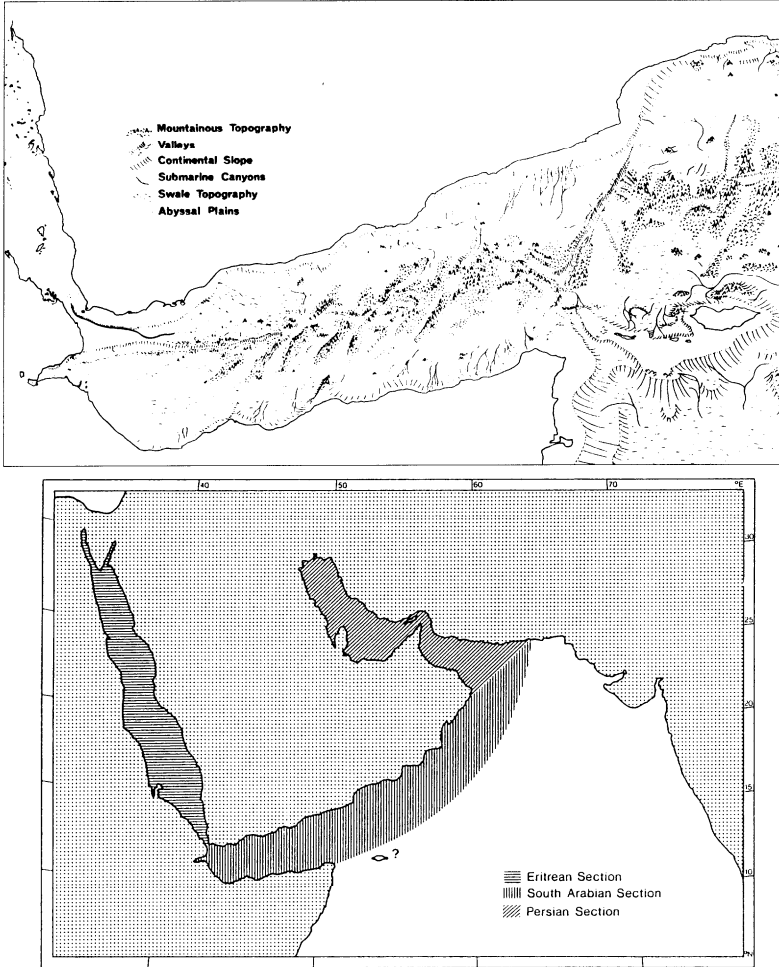 Mountainous Topography
Valleys
Continental Slope
Submarine Canyons
Swale Topography
Abyssal Plains
40
50
60
70
°E
30
25
20
15
10
°N
?
Eritrean Section
South Arabian Section
Persian Section